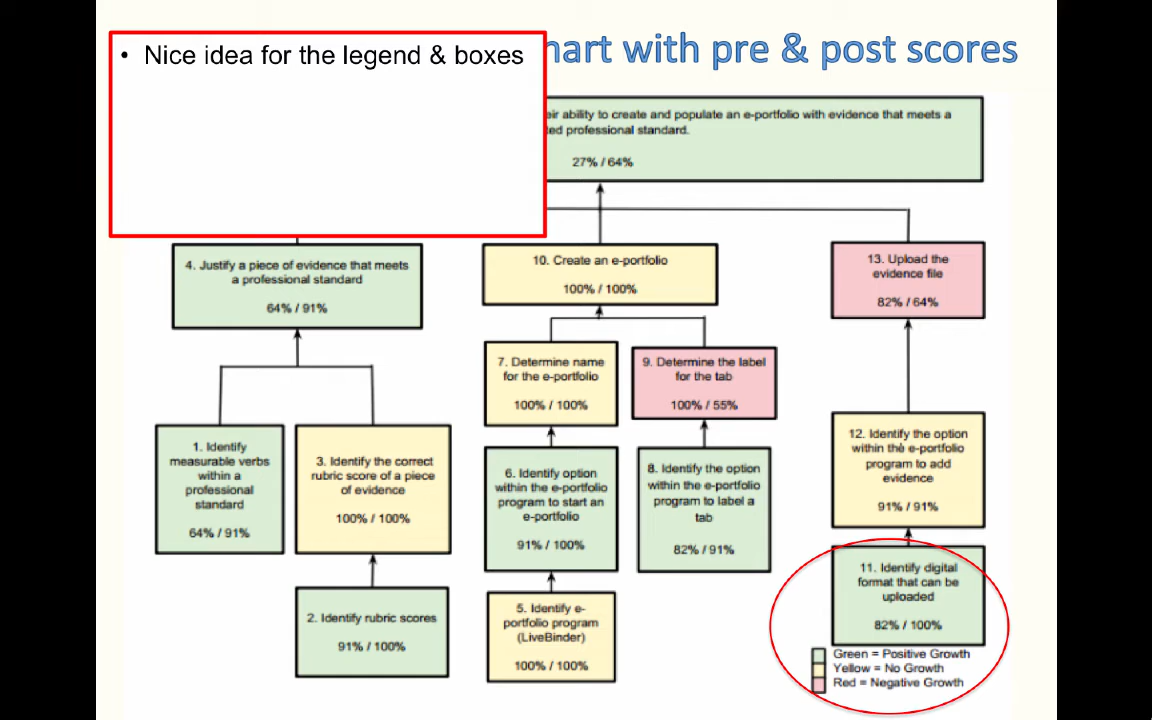 • Nice idea for the legend & boxes
hart with pre & post scores
eir ability to create and populate an e-portfolio with evidence that meets a
ted professional standard.
27% / 64%
4. Justify a piece of evidence that meets
a professional standard
64% / 91%
10. Create an e-portfolio
100% / 100%
13. Upload the
evidence file
82% / 64%
7. Determine name
for the e-portfolio
100% / 100%
9. Determine the label
for the tab
100% / 55%
1. Identify
measurable verbs
within a
professional
standard
64% / 91%
3. Identify the correct
rubric score of a piece
of evidence
100% / 100%
6. Identify option
within the e-portfolio
program to start an
e-portfolio
91% / 100%
8. Identify the option
within the e-portfolio
program to label a
tab
82% / 91%
12. Identify the option
within the e-portfolio
program to add
evidence
91% / 91%
2. Identify rubric scores
91% / 100%
5. Identify e-
portfolio program
(LiveBinder)
100% / 100%
11. Identify digital
format that can be
uploaded
82% / 100%
Green = Positive Growth
Yellow = No Growth
Red = Negative Growth